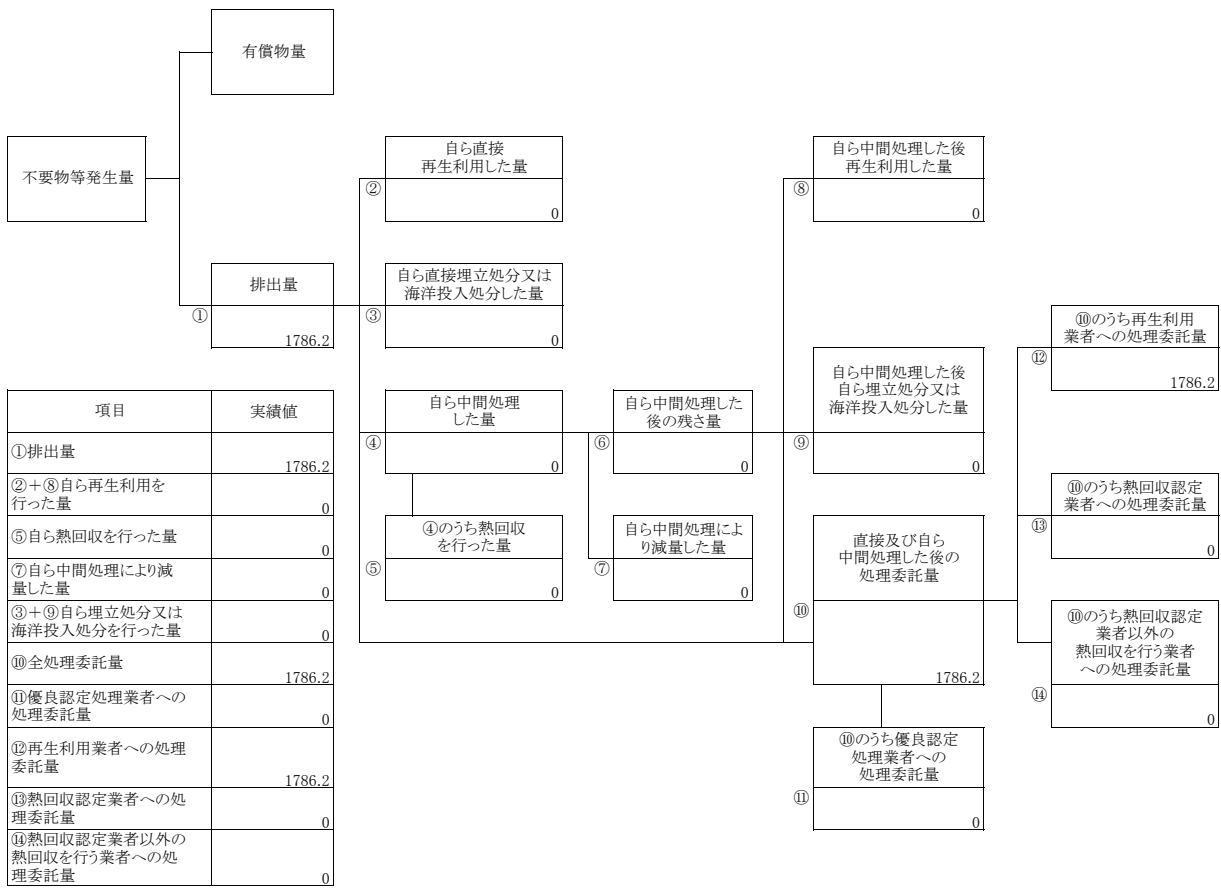 有償物量
不要物等発生量
自ら直接
再生利用した量
②
0
自ら中間処理した後
再生利用した量
⑧
0
排出量
①
1786.2
自ら直接埋立処分又は
海洋投入処分した量
③
0
⑩のうち再生利用
業者への処理委託量
⑫
1786.2
自ら中間処理
した量
④
0
自ら中間処理した
後の残さ量
⑥
0
自ら中間処理した後
自ら埋立処分又は
海洋投入処分した量
⑨
0
⑩のうち熱回収認定
業者への処理委託量
⑬
0
④のうち熱回収
を行った量
⑤
0
自ら中間処理によ
り減量した量
⑦
0
直接及び自ら
中間処理した後の
処理委託量
⑩
1786.2
⑩のうち熱回収認定
業者以外の
熱回収を行う業者
への処理委託量
⑭
0
⑩のうち優良認定
処理業者への
処理委託量
⑪
0
項目 実績値
①排出量 1786.2
②+⑧自ら再生利用を
行った量 0
⑤自ら熱回収を行った量 0
⑦自ら中間処理により減
量した量 0
③+⑨自ら埋立処分又は
海洋投入処分を行った量 0
⑩全処理委託量 1786.2
⑪優良認定処理業者への
処理委託量 0
⑫再生利用業者への処理
委託量 1786.2
⑬熱回収認定業者への処
理委託量 0
⑭熱回収認定業者以外の
熱回収を行う業者への処
理委託量 0